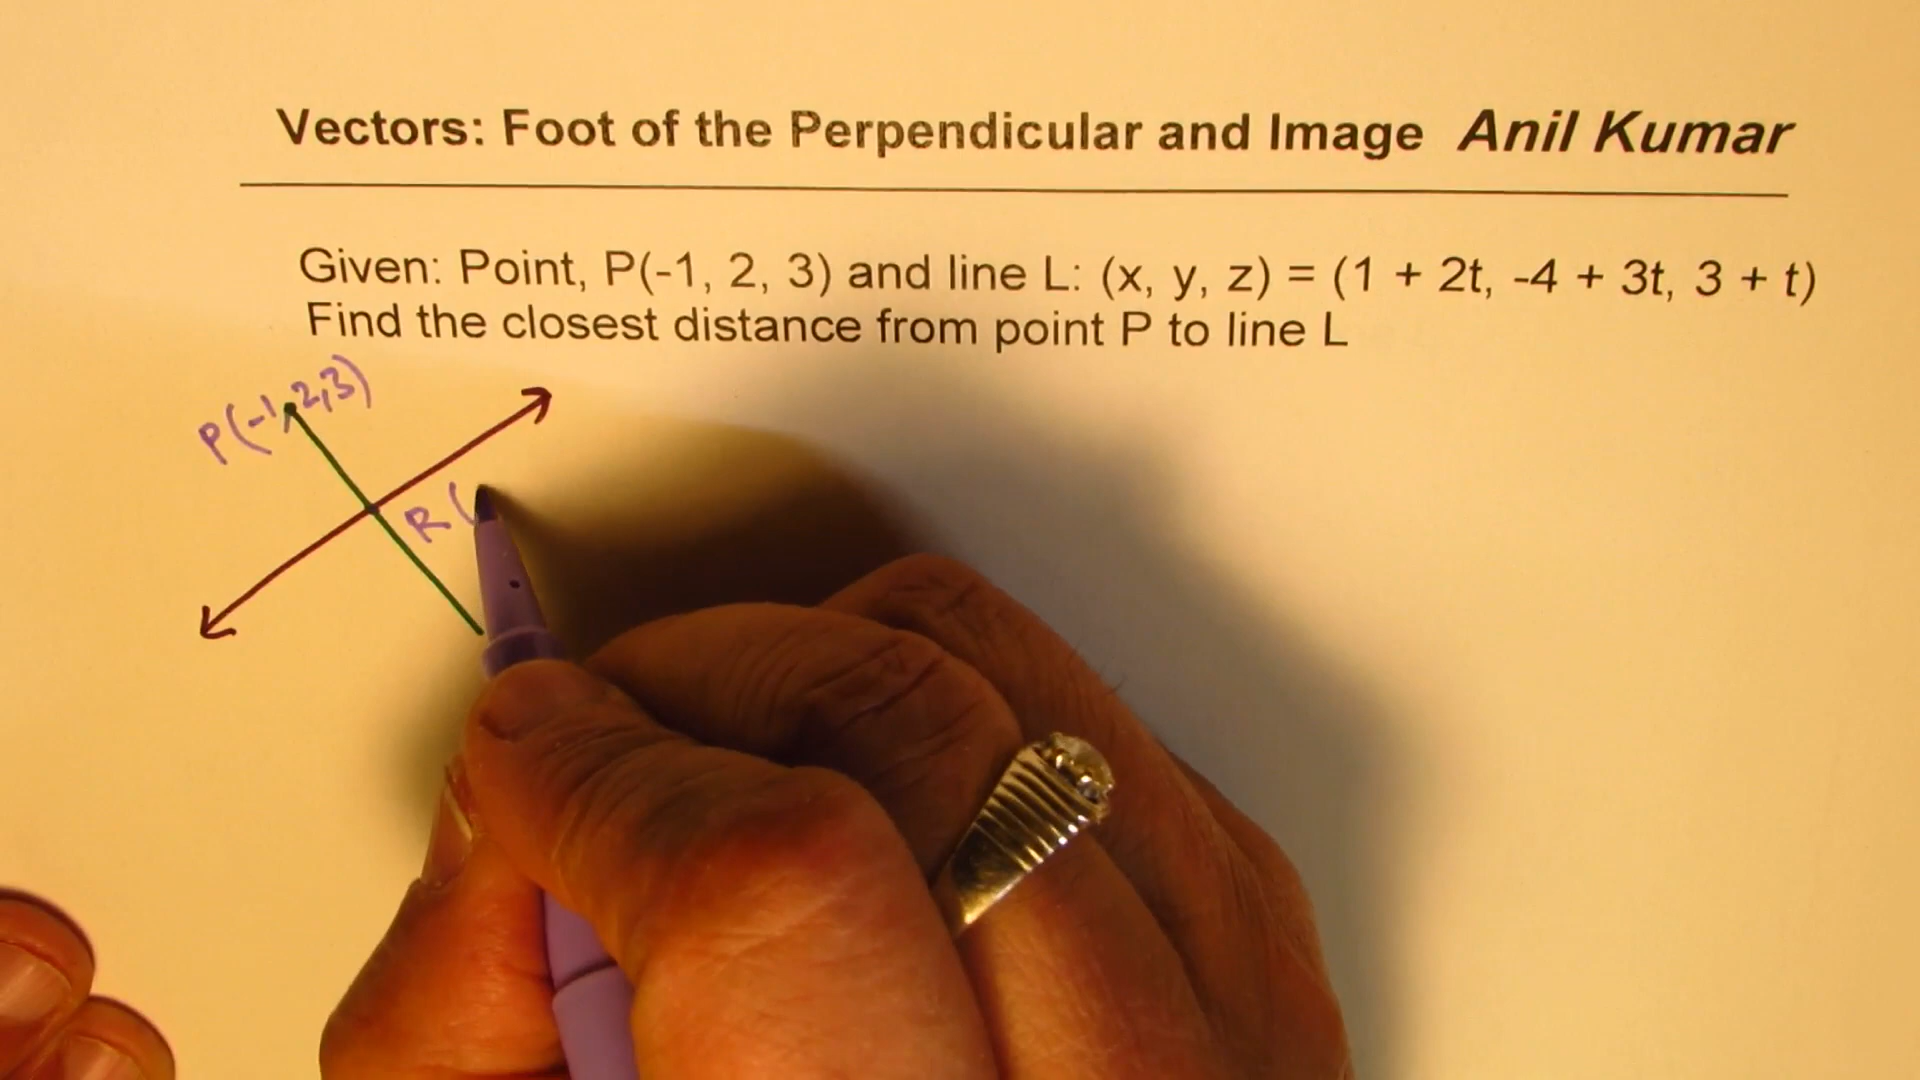 Vectors: Foot of the Perpendicular and Image Anil Kumar
Given: Point, P(-1, 2, 3) and line L: (x, y, z) = (1 + 2t, -4 + 3t, 3 + t)
Find the closest distance from point P to line L
P(-1,2,3)
R(